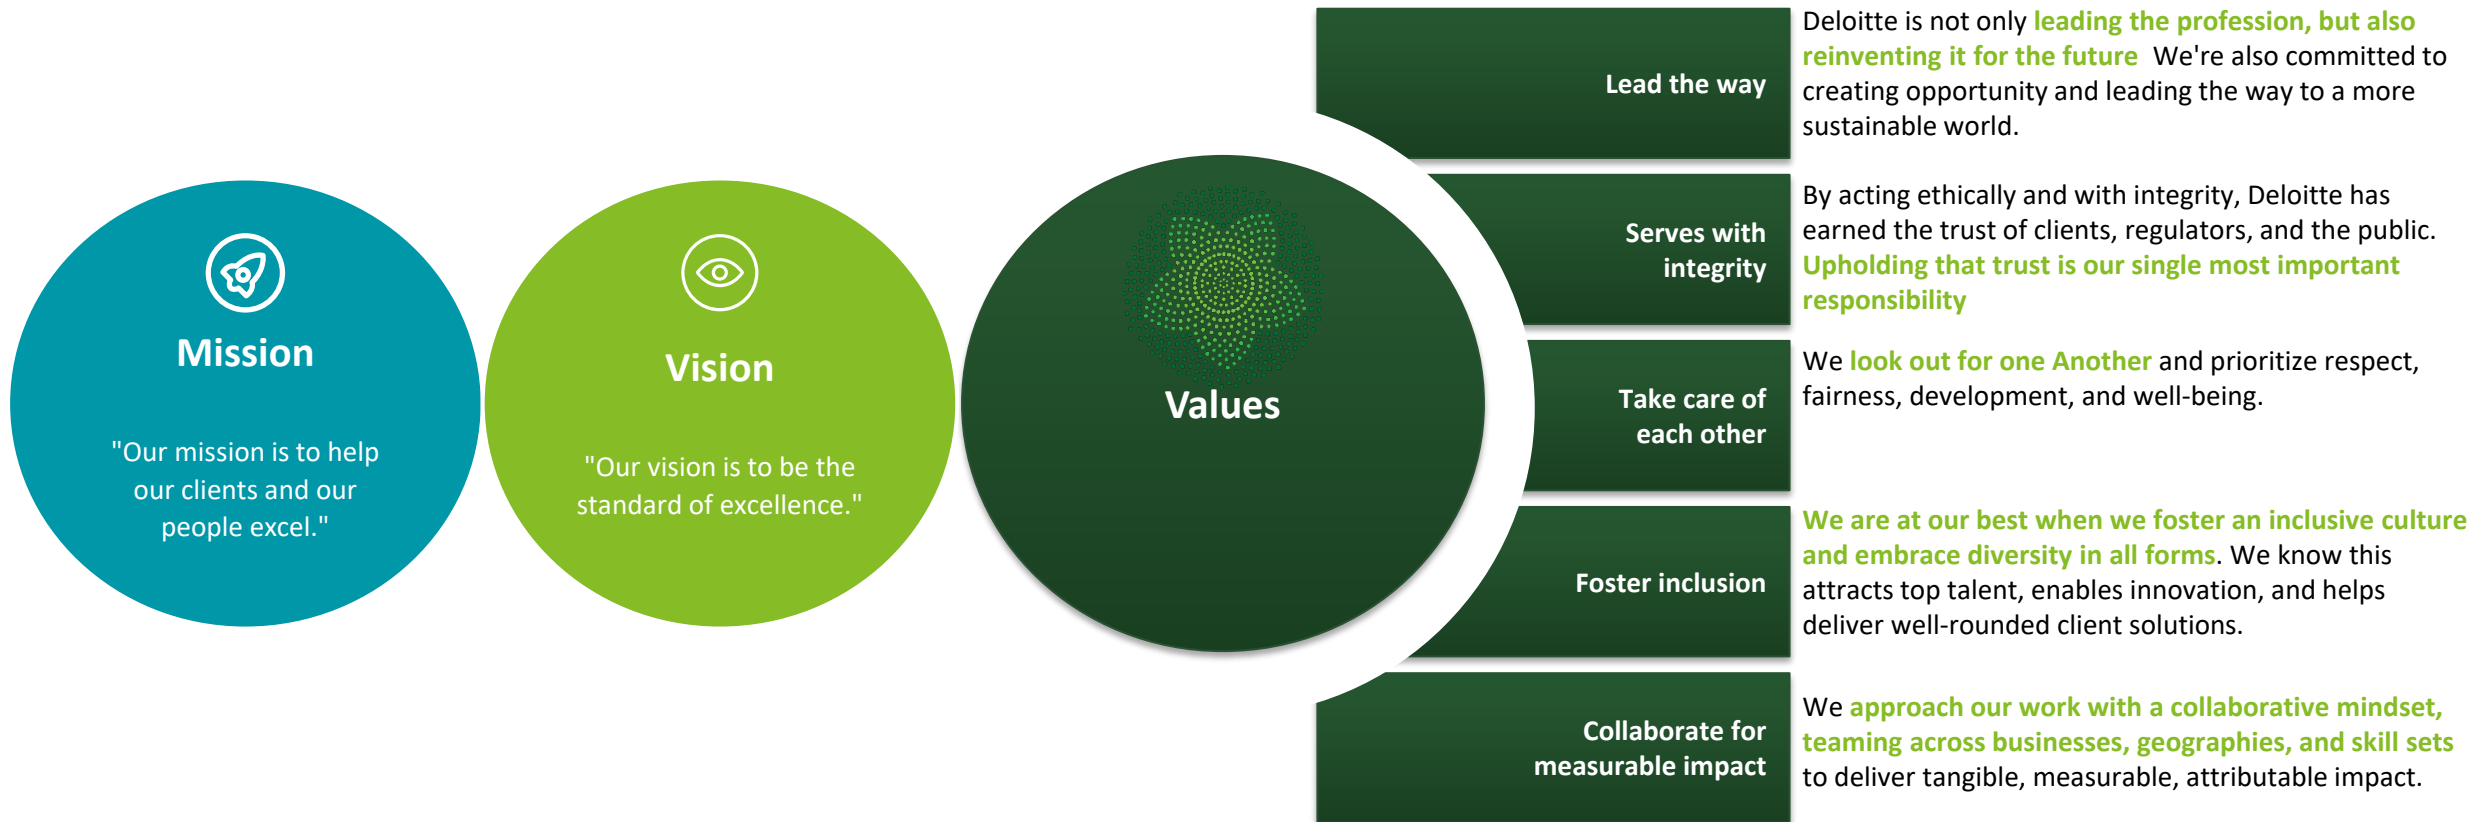 Mission
"Our mission is to help
our clients and our
people excel."
Vision
"Our vision is to be the
standard of excellence."
Values
Lead the way
Deloitte is not only leading the profession, but also
reinventing it for the future  We're also committed to
creating opportunity and leading the way to a more
sustainable world.
Serves with
integrity
By acting ethically and with integrity, Deloitte has
earned the trust of clients, regulators, and the public.
Upholding that trust is our single most important
responsibility
Take care of
each other
We look out for one Another and prioritize respect,
fairness, development, and well-being.
Foster inclusion
We are at our best when we foster an inclusive culture
and embrace diversity in all forms. We know this
attracts top talent, enables innovation, and helps
deliver well-rounded client solutions.
Collaborate for
measurable impact
We approach our work with a collaborative mindset,
teaming across businesses, geographies, and skill sets
to deliver tangible, measurable, attributable impact.